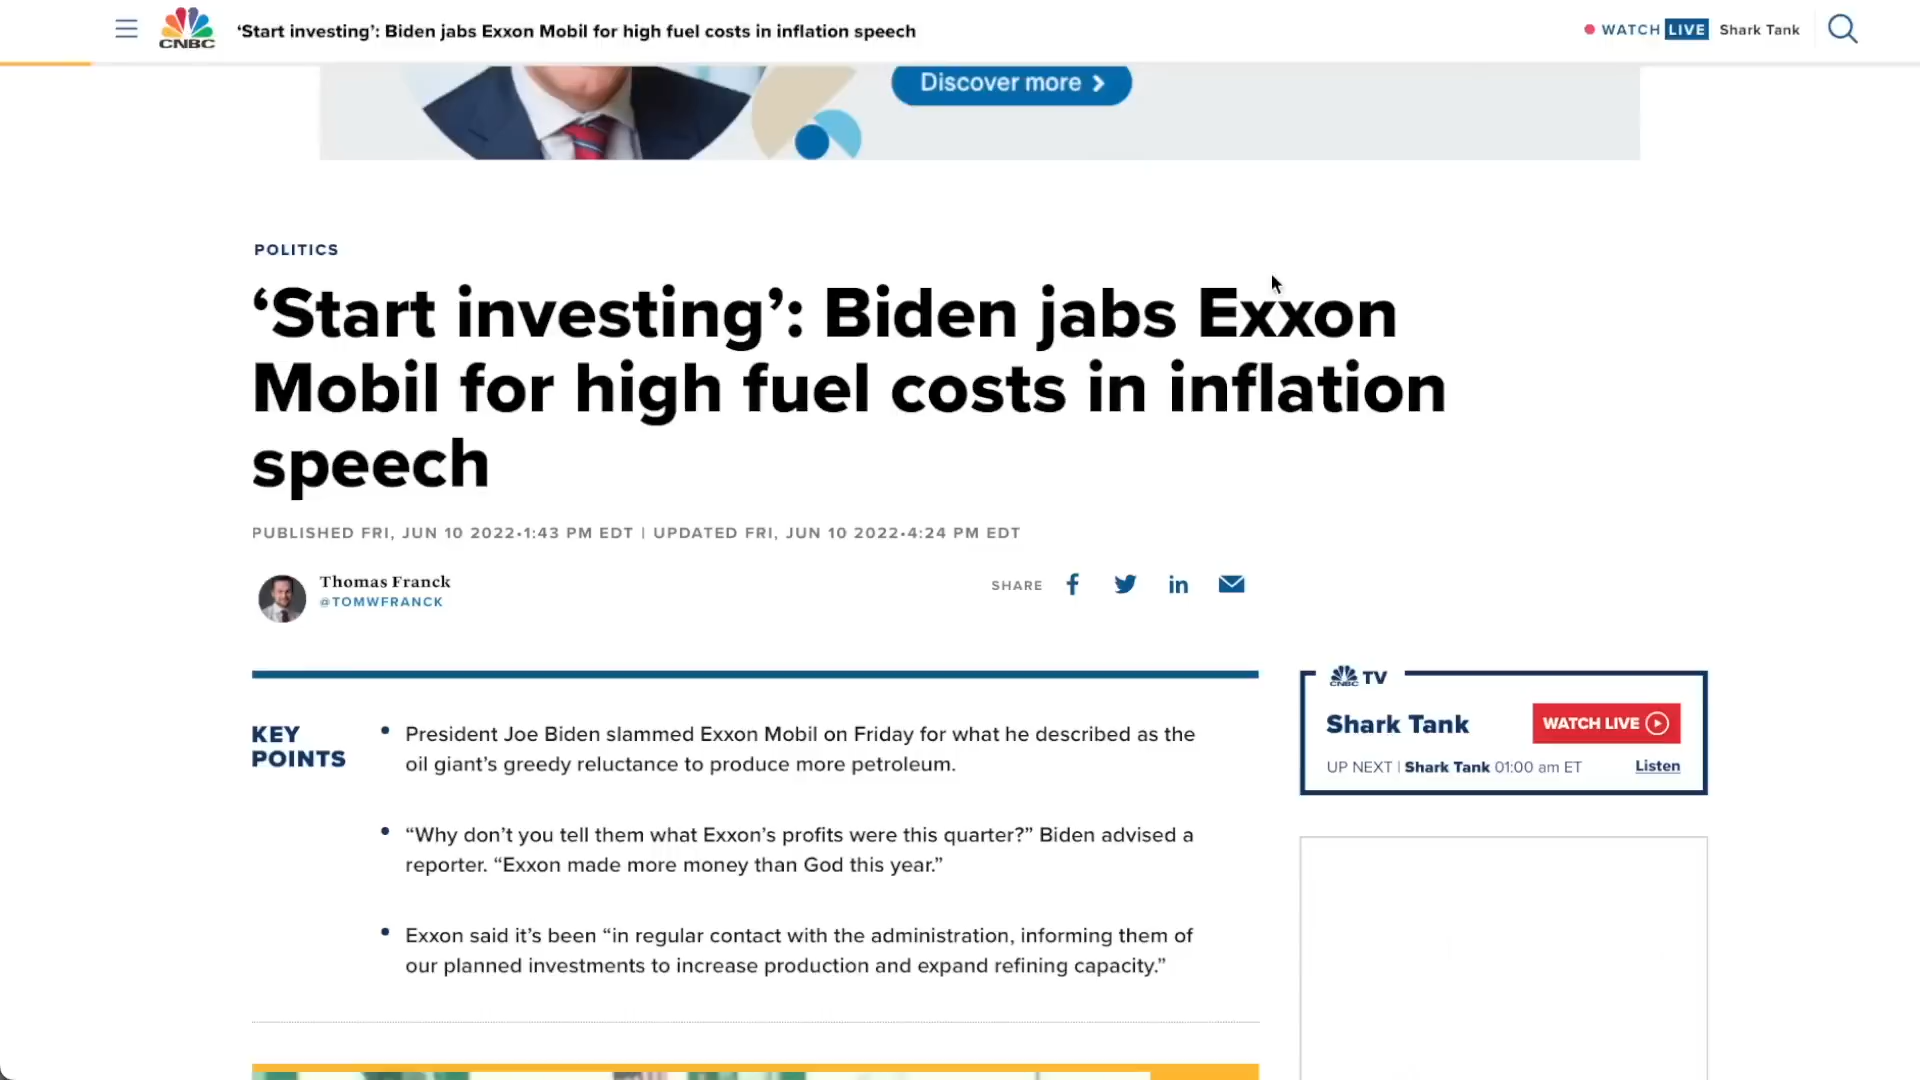 CNBC
‘Start investing’: Biden jabs Exxon Mobil for high fuel costs in inflation speech
WATCH LIVE Shark Tank
Discover more
POLITICS
‘Start investing’: Biden jabs Exxon
Mobil for high fuel costs in inflation
speech
PUBLISHED FRI, JUN 10 2022•1:43 PM EDT | UPDATED FRI, JUN 10 2022•4:24 PM EDT
Thomas Franck
@TOMWFRANCK
SHARE
KEY
POINTS
• President Joe Biden slammed Exxon Mobil on Friday for what he described as the
oil giant’s greedy reluctance to produce more petroleum.
• “Why don’t you tell them what Exxon’s profits were this quarter?” Biden advised a
reporter. “Exxon made more money than God this year.”
• Exxon said it’s been “in regular contact with the administration, informing them of
our planned investments to increase production and expand refining capacity.”
CNBC TV
Shark Tank
WATCH LIVE
UP NEXT | Shark Tank 01:00 am ET
Listen